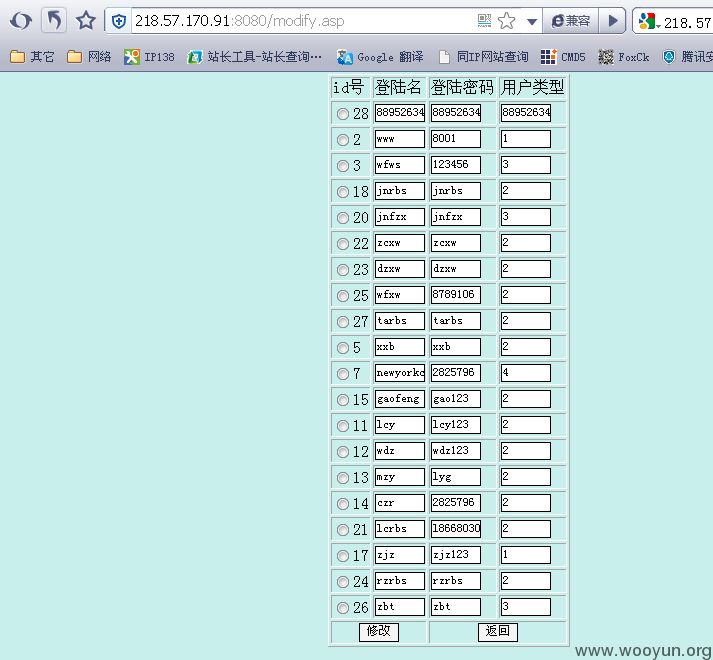 218.57.170.91:8080/modify.asp 兼容 218.57
其它 网络 IP138 站长工具-站长查询… Google 翻译 同IP网站查询 CMD5 FoxCk 腾讯安
id号 登陆名 登陆密码 用户类型
28 88952634 88952634 88952634
2 www 8001 1
3 wfws 123456 3
18 jnrbs jnrbs 2
20 jnfzx jnfzx 3
22 zcxw zcxw 2
23 dzxw dzxw 2
25 wfxw 8789106 2
27 tarbs tarbs 2
5 xxb xxb 2
7 newyorkc 2825796 4
15 gaofeng gao123 2
11 lcy lcy123 2
12 wdz wdz123 2
13 mzy lyg 2
14 czr 2825796 2
21 lcrbs 18668030 2
17 zjz zjz123 1
24 rzrbs rzrbs 2
26 zbt zbt 3
修改 返回
www.wooyun.org